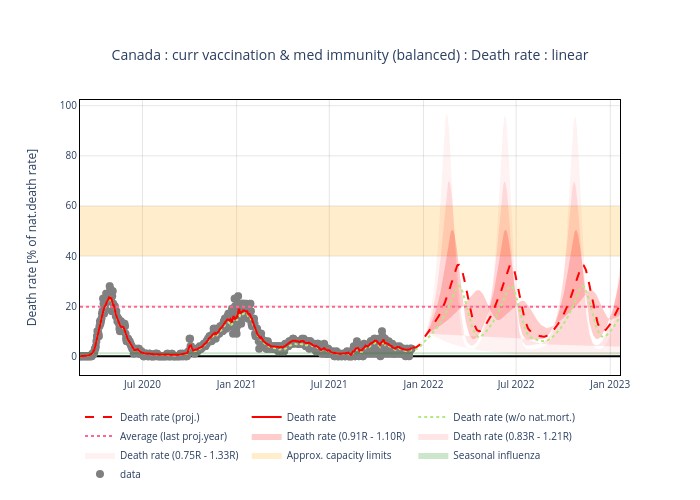 Canada : curr vaccination & med immunity (balanced) : Death rate : linear
Death rate [% of nat.death rate]
100
80
60
40
20
0
Jul 2020
Jan 2021
Jul 2021
Jan 2022
Jul 2022
Jan 2023
Death rate (proj.)
Death rate
Death rate (w/o nat.mort.)
Average (last proj.year)
Death rate (0.91R - 1.10R)
Death rate (0.83R - 1.21R)
Death rate (0.75R - 1.33R)
Approx. capacity limits
Seasonal influenza
data